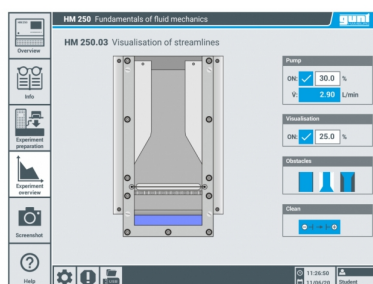 HM 250 Fundamentals of fluid mechanics
gunt
HM 250.03 Visualisation of streamlines
Overview
Info
Experiment
preparation
Experiment
overview
Screenshot
Help
Pump
ON: 30.0 %
V̇: 2.90 L/min
Visualisation
ON: 25.0 %
Obstacles
Clean
11:26:50
Student